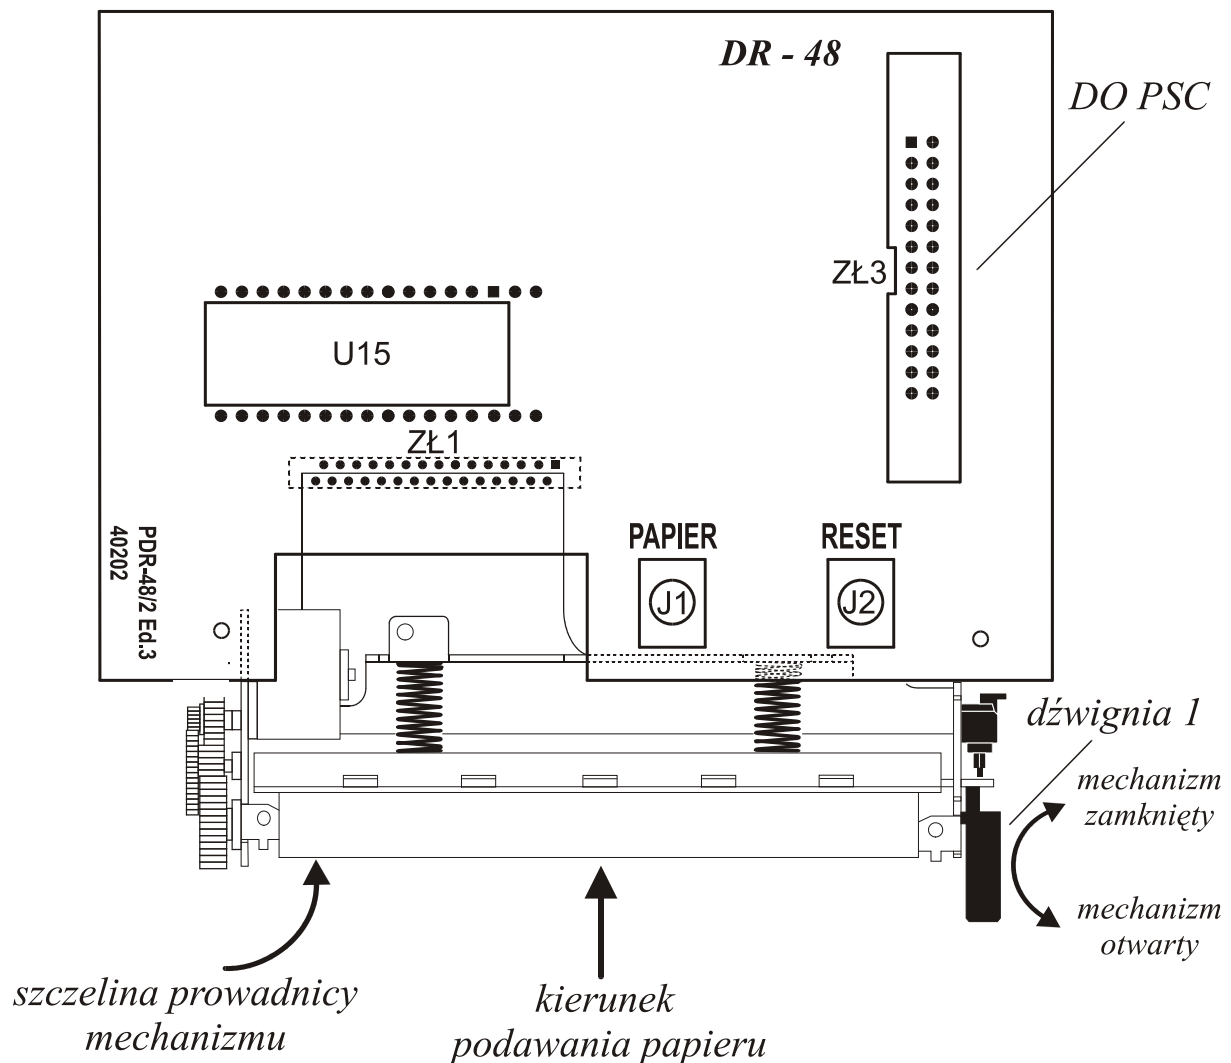 DR - 48
DO PSC
ZŁ3
U15
ZŁ1
PDR-48/2 Ed.3
40202
PAPIER
RESET
J1
J2
dźwignia 1
mechanizm
zamknięty
mechanizm
otwarty
szczelina prowadnicy
mechanizmu
kierunek
podawania papieru